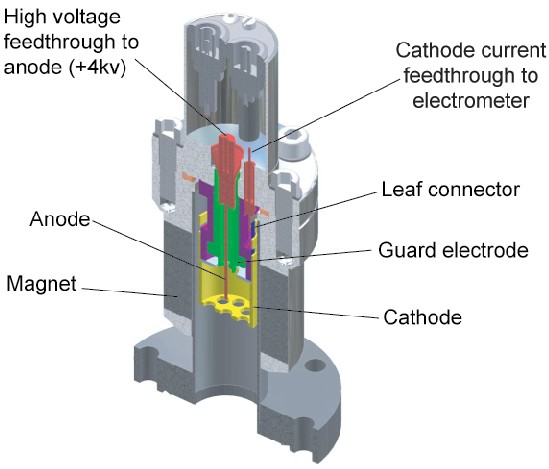 High voltage
feedthrough to
anode (+4kv)
Cathode current
feedthrough to
electrometer
Leaf connector
Anode
Guard electrode
Magnet
Cathode